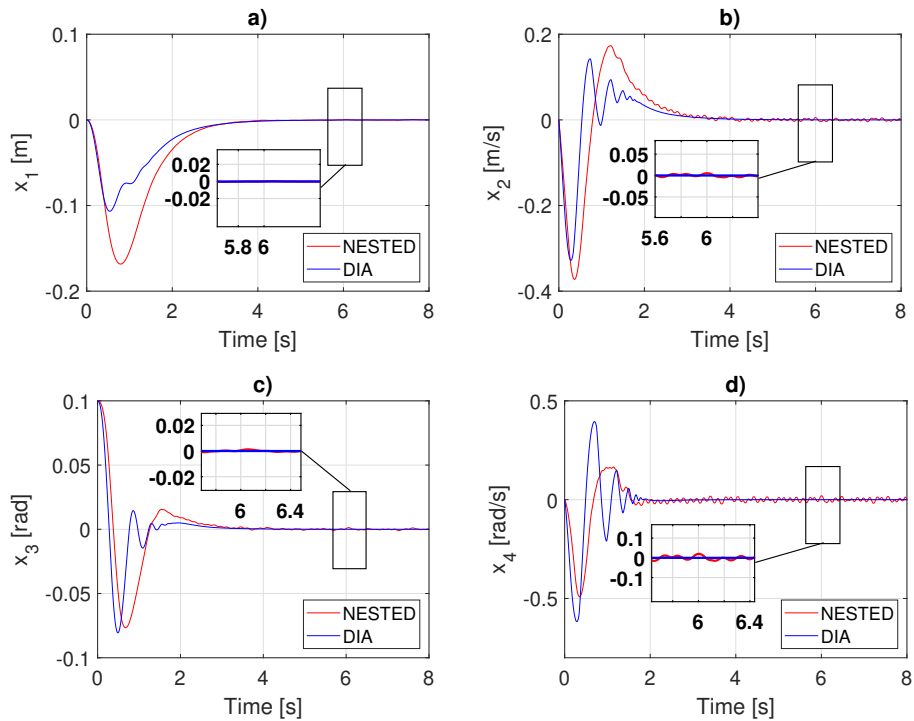 a)
0.1
0
-0.1
-0.2
x_1 [m]
0.02
0
-0.02
5.8 6
NESTED
DIA
0 2 4 6 8
Time [s]
b)
0.2
0
-0.2
-0.4
x_2 [m/s]
0.05
0
-0.05
5.6 6
NESTED
DIA
0 2 4 6 8
Time [s]
c)
0.1
0.05
0
-0.05
-0.1
x_3 [rad]
0.02
0
-0.02
6 6.4
NESTED
DIA
0 2 4 6 8
Time [s]
d)
0.5
0
-0.5
x_4 [rad/s]
0.1
0
-0.1
6 6.4
NESTED
DIA
0 2 4 6 8
Time [s]